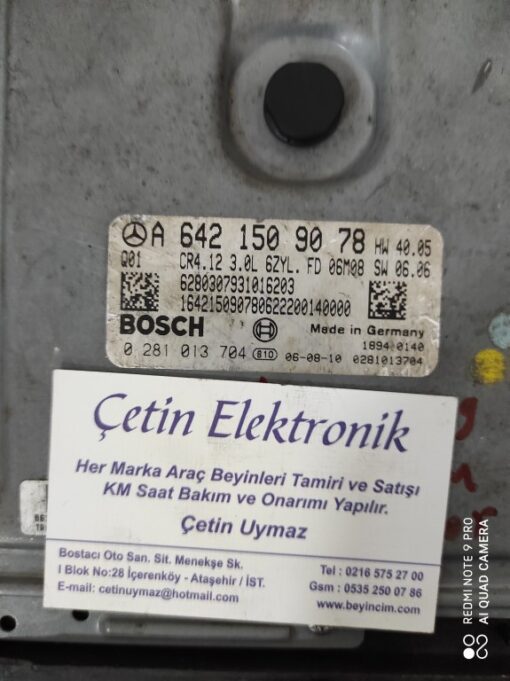 A 642 150 90 78 HW 40.05
Q01 CR4.12 3.0L 6ZYL. FD 06M08 SW 06.06
6280307931016203
16421509078062220014000​0
BOSCH Made in Germany
18940140
0 281 013 704 810 06-08-10 0281013704
Çetin Elektronik
Her Marka Araç Beyinleri Tamiri ve Satışı
KM Saat Bakım ve Onarımı Yapılır.
Çetin Uymaz
Bostacı Oto San. Sit. Menekşe Sk.
I Blok No:28 İçerenköy - Ataşehir / İST.
E-mail: cetinuymaz@hotmail.com
Tel : 0216 575 27 00
Gsm : 0535 250 07 86
www.beyincim.com
REDMI NOTE 9 PRO
AI QUAD CAMERA